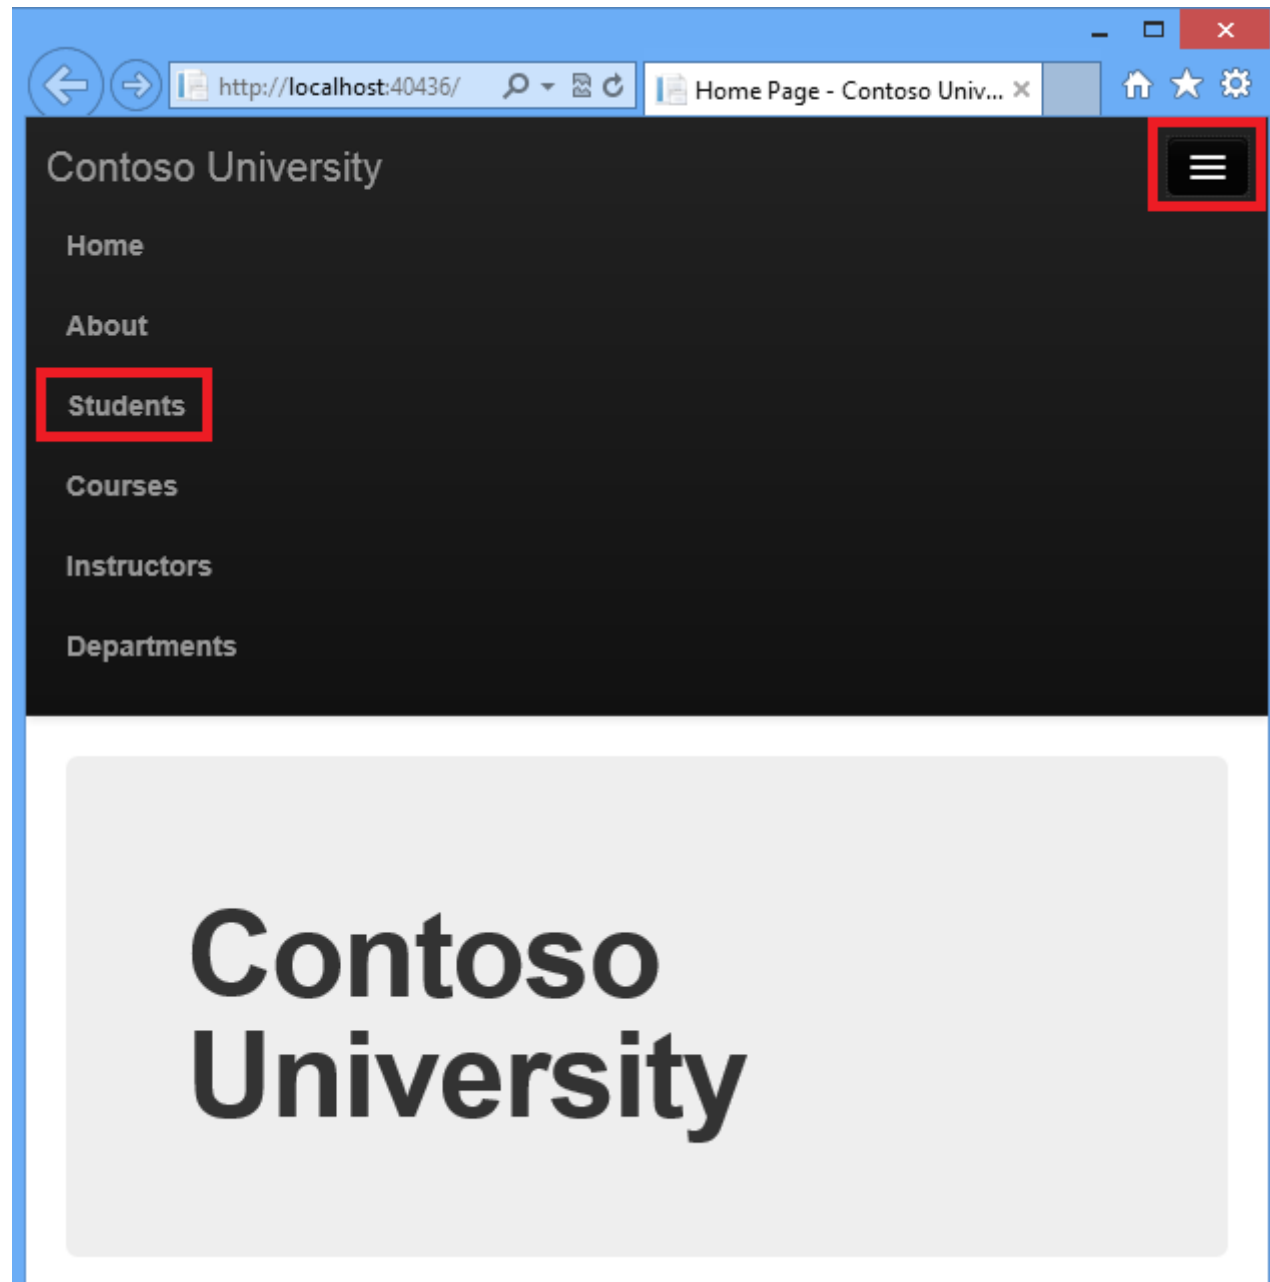 http://localhost:40436/
Home Page - Contoso Univ...
Contoso University
Home
About
Students
Courses
Instructors
Departments
Contoso
University